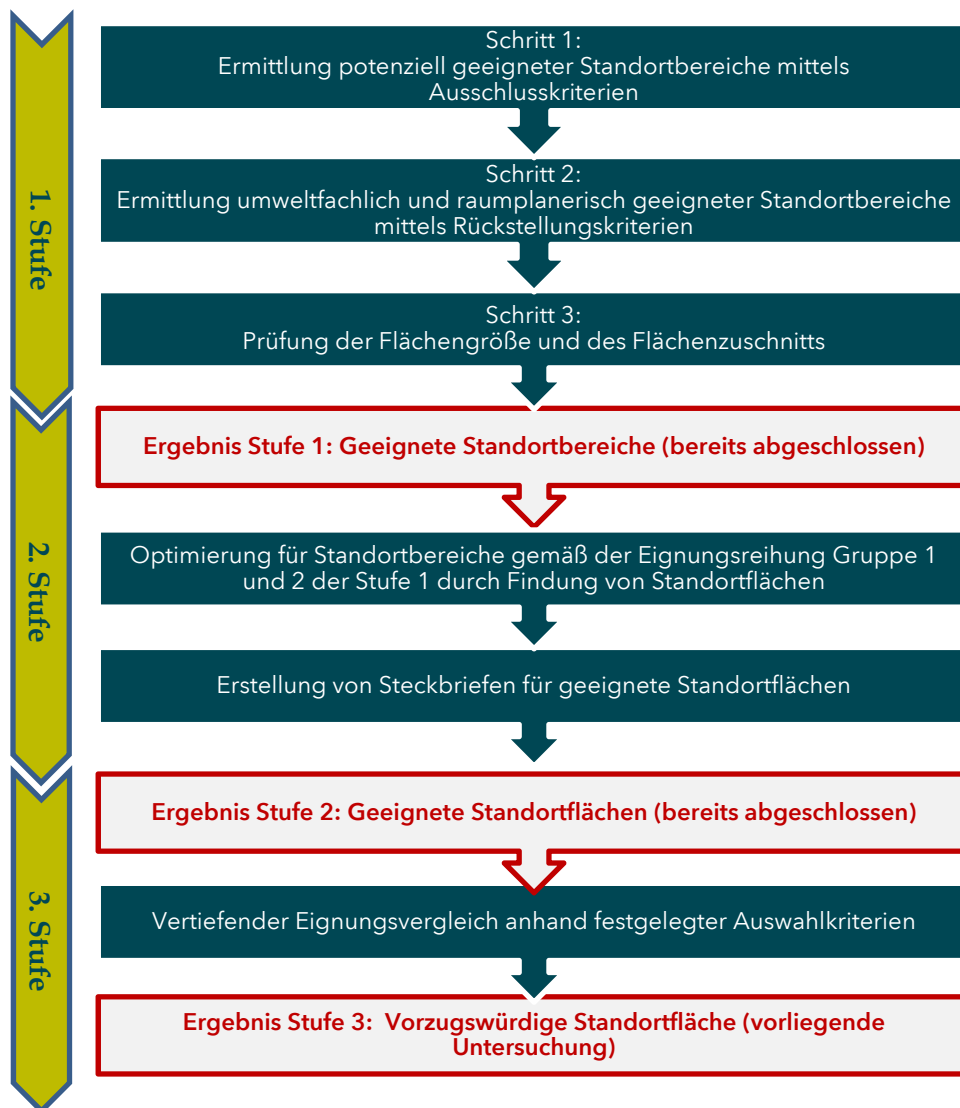 1. Stufe
Schritt 1:
Ermittlung potenziell geeigneter Standortbereiche mittels
Ausschlusskriterien
Schritt 2:
Ermittlung umweltfachlich und raumplanerisch geeigneter Standortbereiche
mittels Rückstellungskriterien
Schritt 3:
Prüfung der Flächengröße und des Flächenzuschnitts
2. Stufe
Ergebnis Stufe 1: Geeignete Standortbereiche (bereits abgeschlossen)
Optimierung für Standortbereiche gemäß der Eignungsreihung Gruppe 1
und 2 der Stufe 1 durch Findung von Standortflächen
Erstellung von Steckbriefen für geeignete Standortflächen
3. Stufe
Ergebnis Stufe 2: Geeignete Standortflächen (bereits abgeschlossen)
Vertiefender Eignungsvergleich anhand festgelegter Auswahlkriterien
Ergebnis Stufe 3: Vorzugswürdige Standortfläche (vorliegende
Untersuchung)